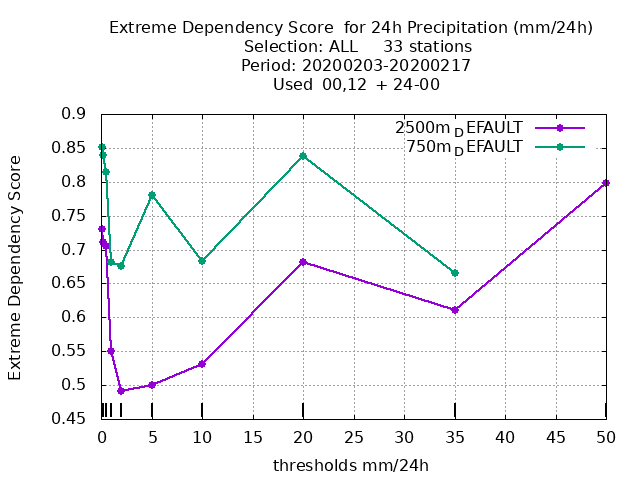 Extreme Dependency Score  for 24h Precipitation (mm/24h)
Selection: ALL     33 stations
Period: 20200203-20200217
Used  00,12  + 24-00
2500m_DEFAULT
750m_DEFAULT
Extreme Dependency Score
0.9
0.85
0.8
0.75
0.7
0.65
0.6
0.55
0.5
0.45
0 5 10 15 20 25 30 35 40 45 50
thresholds mm/24h